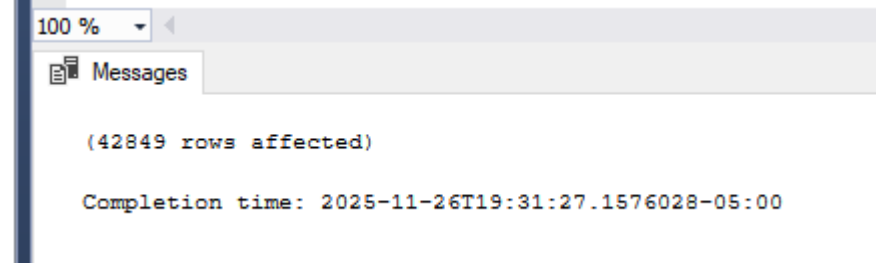 100 %
Messages
(42849 rows affected)
Completion time: 2025-11-26T19:31:27.1576028-05:00